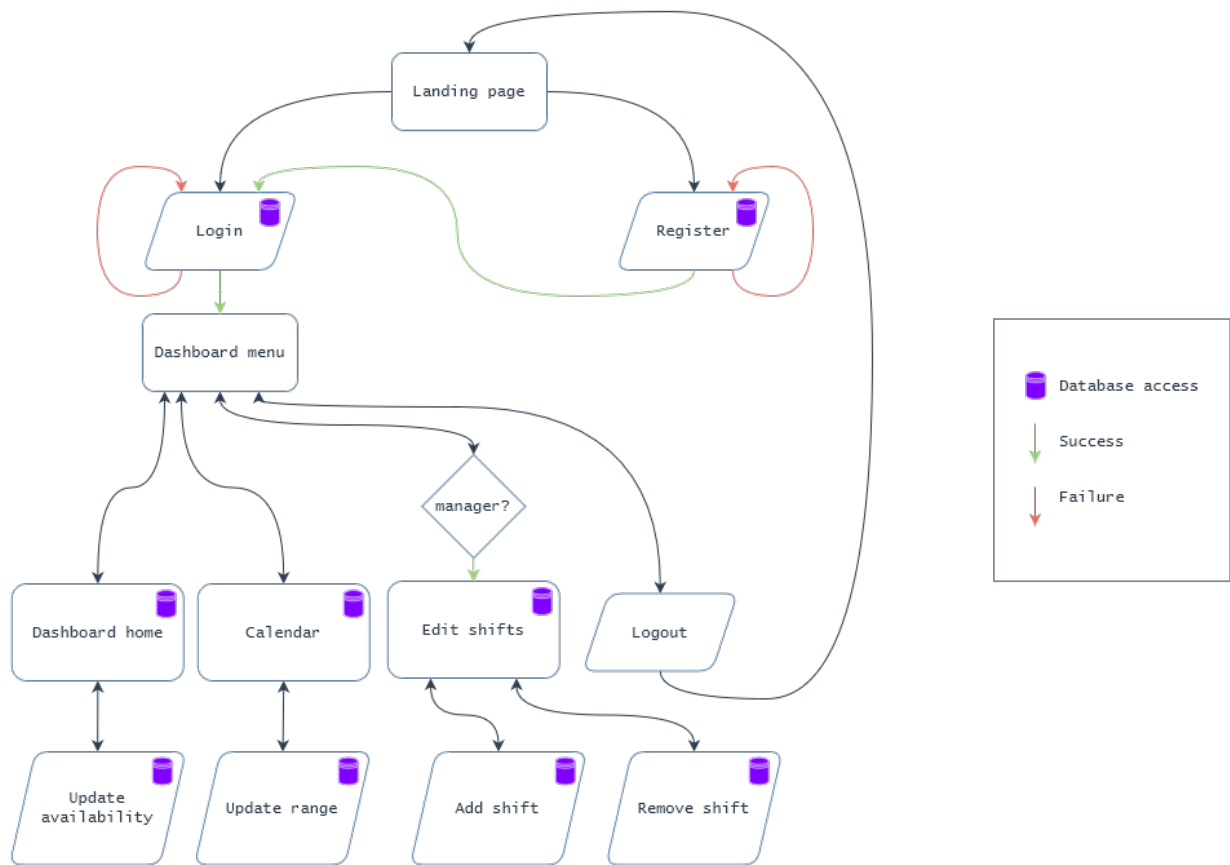 Landing page
Login
Register
Dashboard menu
Database access
Success
Failure
manager?
Dashboard home
Calendar
Edit shifts
Logout
Update
availability
Update range
Add shift
Remove shift